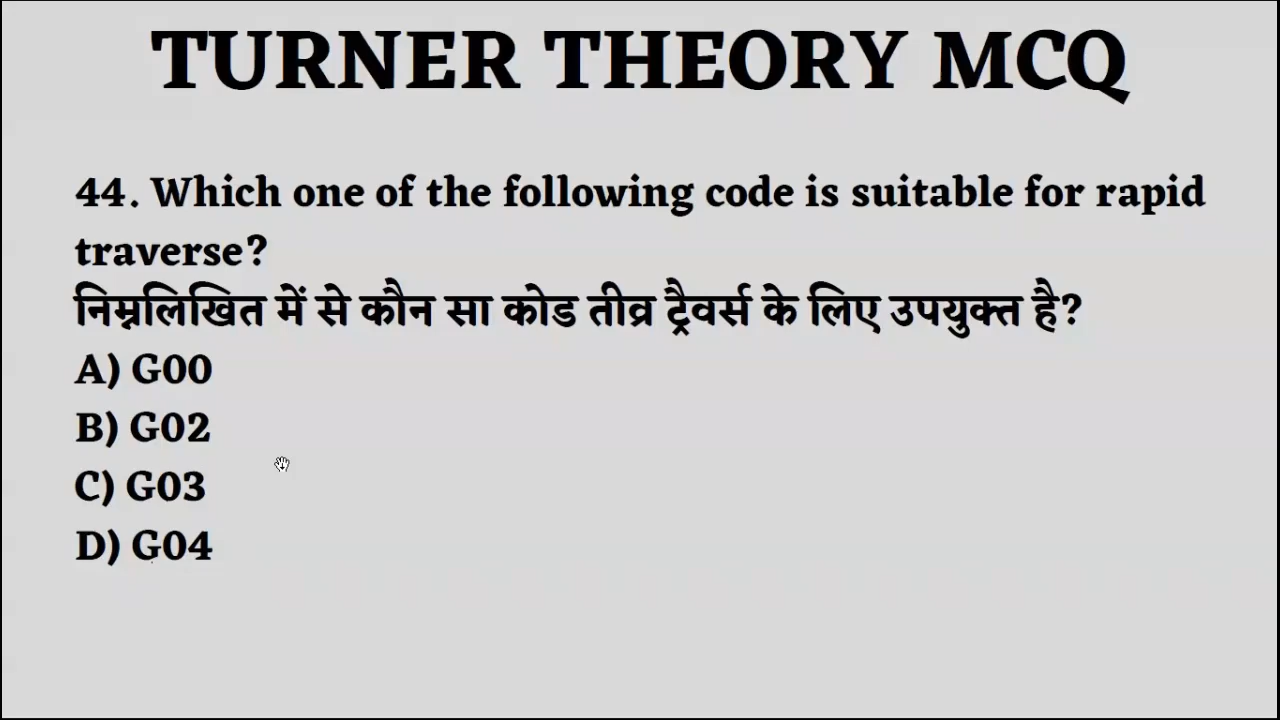 TURNER THEORY MCQ
44. Which one of the following code is suitable for rapid
traverse?
निम्नलिखित में से कौन सा कोड तीव्र ट्रैवर्स के लिए उपयुक्त है?
A) G00
B) G02
C) G03
D) G04